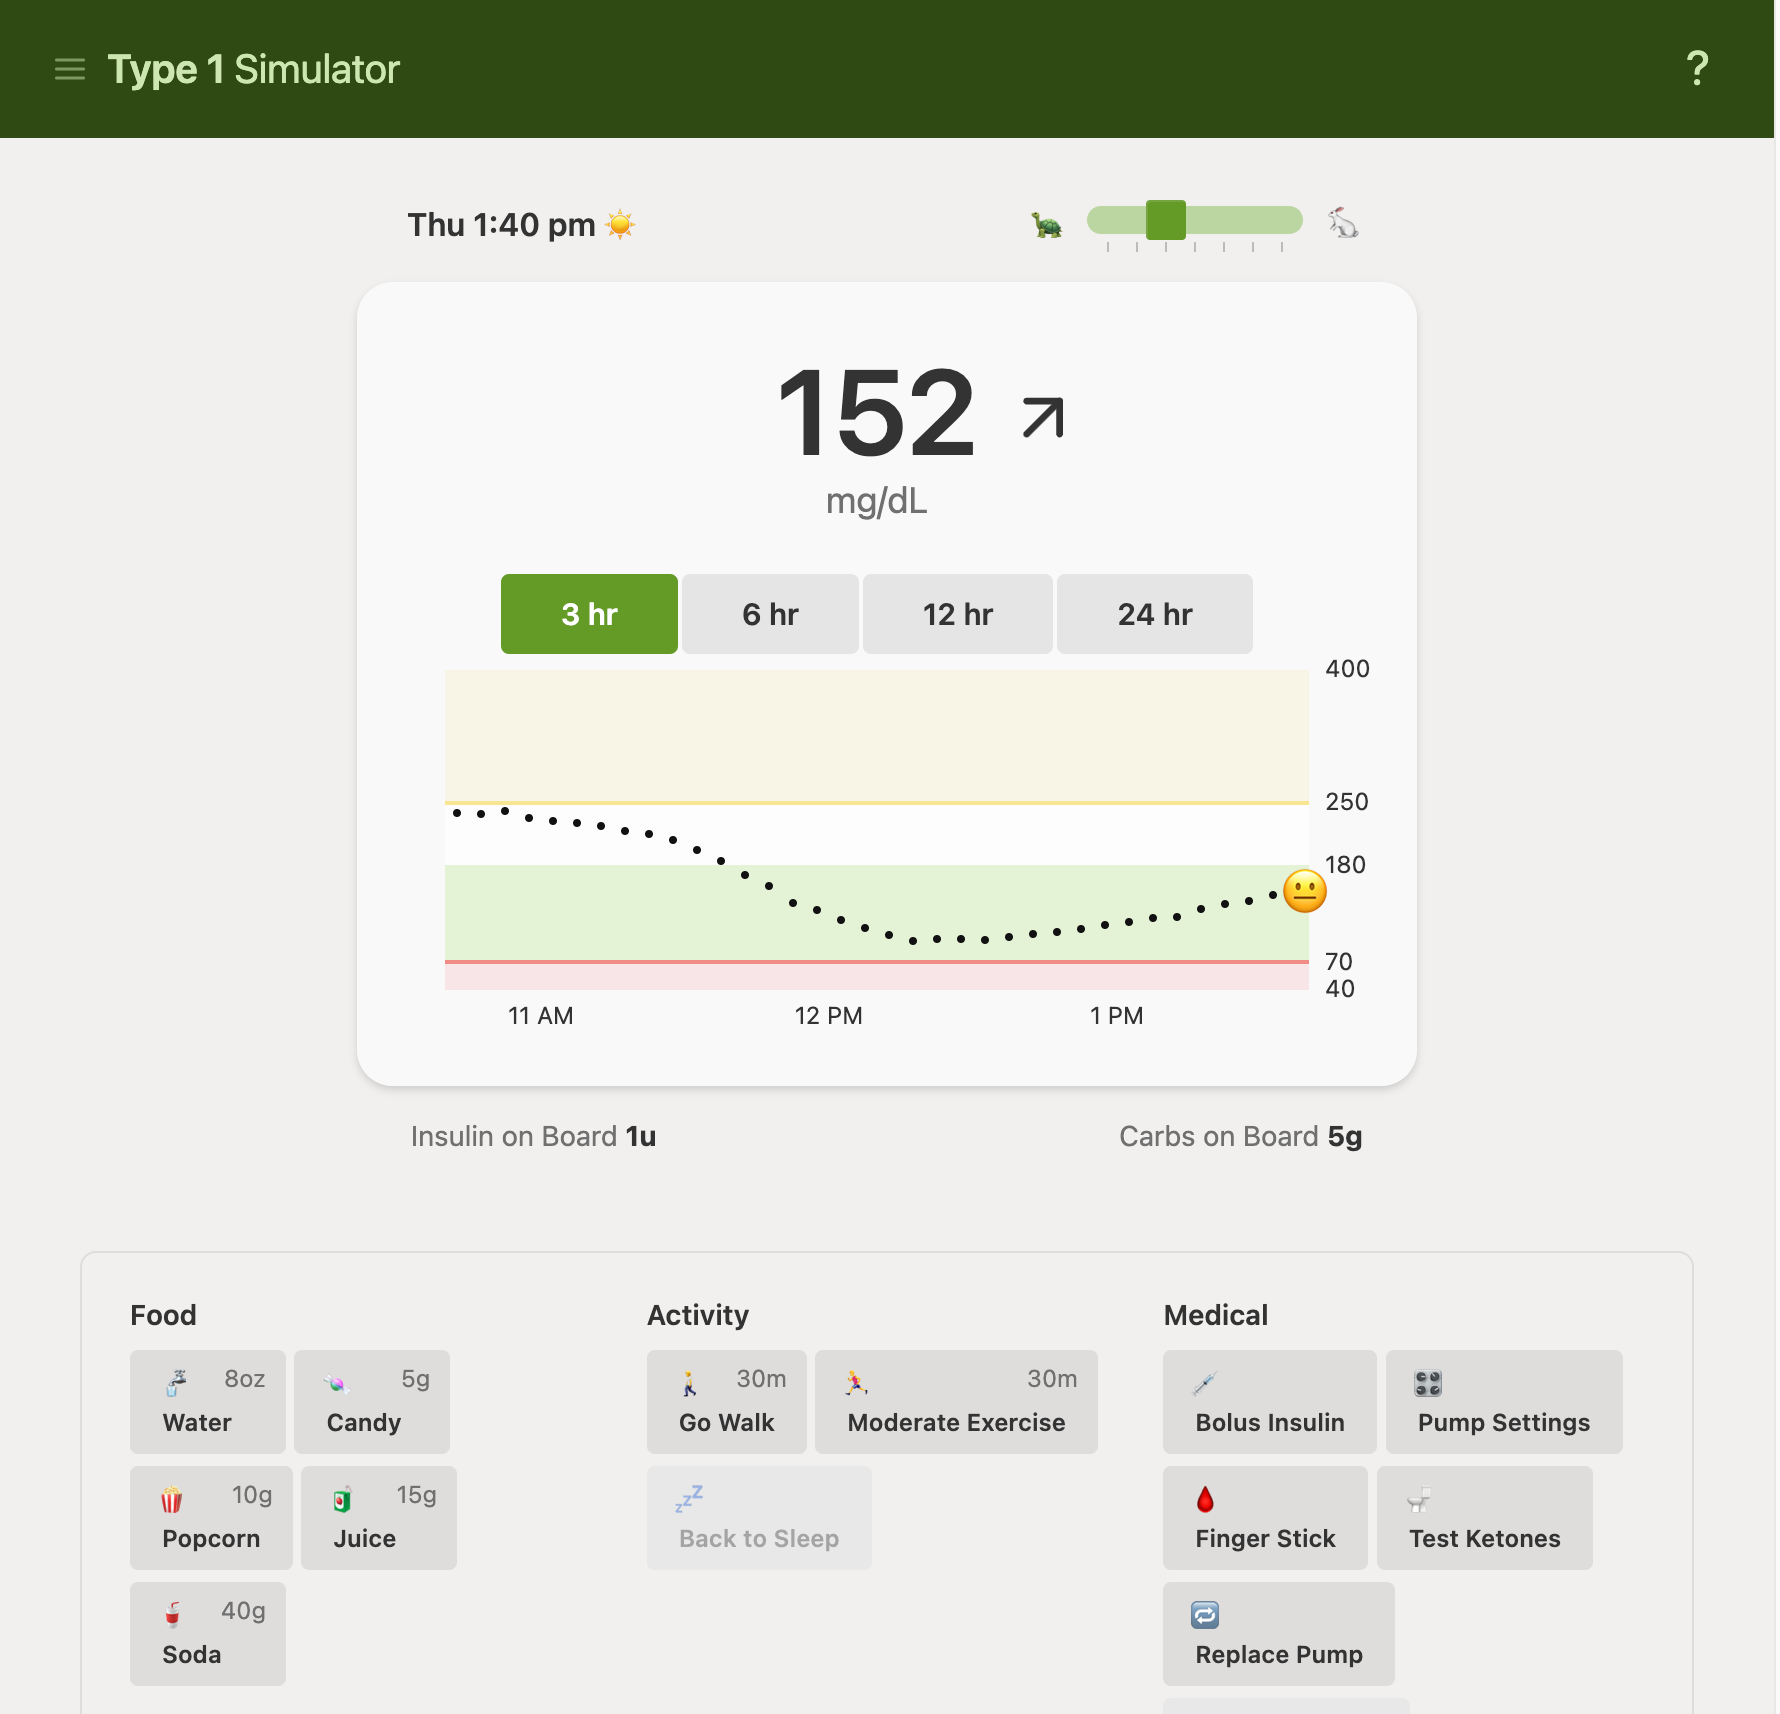 Type 1 Simulator
?
Thu 1:40 pm
152
mg/dL
3 hr 6 hr 12 hr 24 hr
400
250
180
70
40
11 AM 12 PM 1 PM
Insulin on Board 1u
Carbs on Board 5g
Food
8oz
Water
5g
Candy
10g
Popcorn
15g
Juice
40g
Soda
Activity
30m
Go Walk
30m
Moderate Exercise
zzZ
Back to Sleep
Medical
Bolus Insulin
Pump Settings
Finger Stick
Test Ketones
Replace Pump